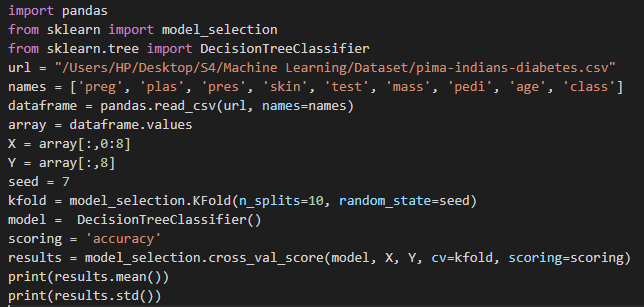 import pandas
from sklearn import model_selection
from sklearn.tree import DecisionTreeClassifier
url = "/Users/HP/Desktop/S4/Machine Learning/Dataset/pima-indians-diabetes.csv"
names = ['preg', 'plas', 'pres', 'skin', 'test', 'mass', 'pedi', 'age', 'class']
dataframe = pandas.read_csv(url, names=names)
array = dataframe.values
X = array[:,0:8]
Y = array[:,8]
seed = 7
kfold = model_selection.KFold(n_splits=10, random_state=seed)
model =  DecisionTreeClassifier()
scoring = 'accuracy'
results = model_selection.cross_val_score(model, X, Y, cv=kfold, scoring=scoring)
print(results.mean())
print(results.std())